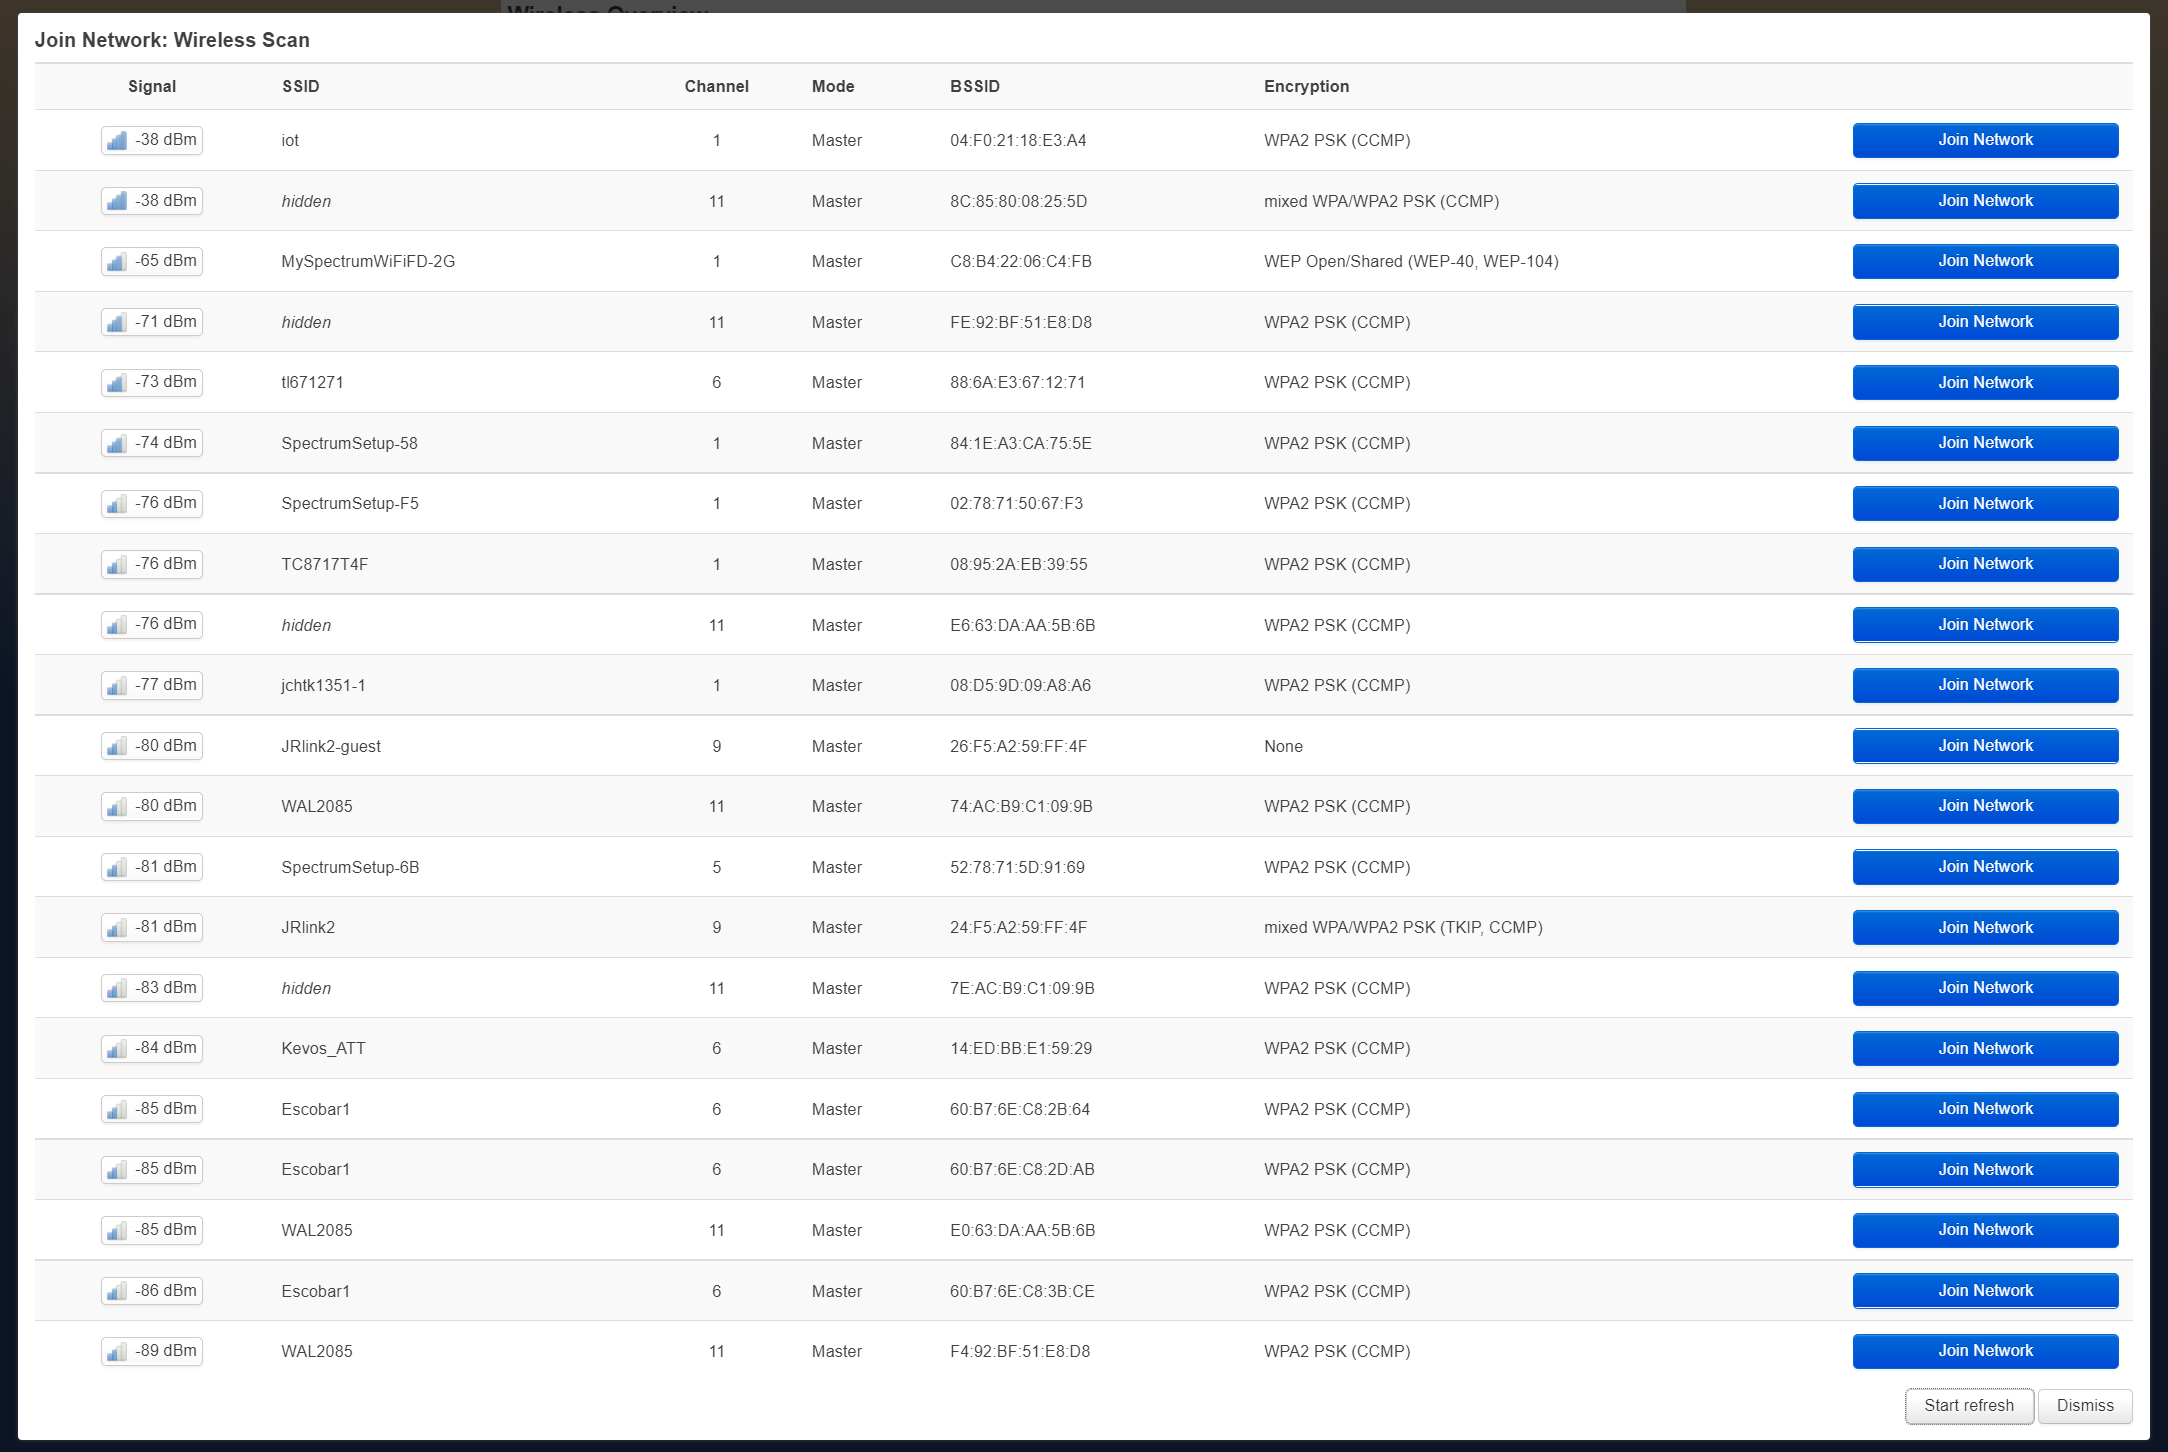 Wireless Overview
Join Network: Wireless Scan
Signal SSID Channel Mode BSSID Encryption
-38 dBm iot 1 Master 04:F0:21:18:E3:A4 WPA2 PSK (CCMP) Join Network
-38 dBm hidden 11 Master 8C:85:80:08:25:5D mixed WPA/WPA2 PSK (CCMP) Join Network
-65 dBm MySpectrumWiFiFD-2G 1 Master C8:B4:22:06:C4:FB WEP Open/Shared (WEP-40, WEP-104) Join Network
-71 dBm hidden 11 Master FE:92:BF:51:E8:D8 WPA2 PSK (CCMP) Join Network
-73 dBm tl671271 6 Master 88:6A:E3:67:12:71 WPA2 PSK (CCMP) Join Network
-74 dBm SpectrumSetup-58 1 Master 84:1E:A3:CA:75:5E WPA2 PSK (CCMP) Join Network
-76 dBm SpectrumSetup-F5 1 Master 02:78:71:50:67:F3 WPA2 PSK (CCMP) Join Network
-76 dBm TC8717T4F 1 Master 08:95:2A:EB:39:55 WPA2 PSK (CCMP) Join Network
-76 dBm hidden 11 Master E6:63:DA:AA:5B:6B WPA2 PSK (CCMP) Join Network
-77 dBm jchtk1351-1 1 Master 08:D5:9D:09:A8:A6 WPA2 PSK (CCMP) Join Network
-80 dBm JRlink2-guest 9 Master 26:F5:A2:59:FF:4F None Join Network
-80 dBm WAL2085 11 Master 74:AC:B9:C1:09:9B WPA2 PSK (CCMP) Join Network
-81 dBm SpectrumSetup-6B 5 Master 52:78:71:5D:91:69 WPA2 PSK (CCMP) Join Network
-81 dBm JRlink2 9 Master 24:F5:A2:59:FF:4F mixed WPA/WPA2 PSK (TKIP, CCMP) Join Network
-83 dBm hidden 11 Master 7E:AC:B9:C1:09:9B WPA2 PSK (CCMP) Join Network
-84 dBm Kevos_ATT 6 Master 14:ED:BB:E1:59:29 WPA2 PSK (CCMP) Join Network
-85 dBm Escobar1 6 Master 60:B7:6E:C8:2B:64 WPA2 PSK (CCMP) Join Network
-85 dBm Escobar1 6 Master 60:B7:6E:C8:2D:AB WPA2 PSK (CCMP) Join Network
-85 dBm WAL2085 11 Master E0:63:DA:AA:5B:6B WPA2 PSK (CCMP) Join Network
-86 dBm Escobar1 6 Master 60:B7:6E:C8:3B:CE WPA2 PSK (CCMP) Join Network
-89 dBm WAL2085 11 Master F4:92:BF:51:E8:D8 WPA2 PSK (CCMP) Join Network
Start refresh Dismiss